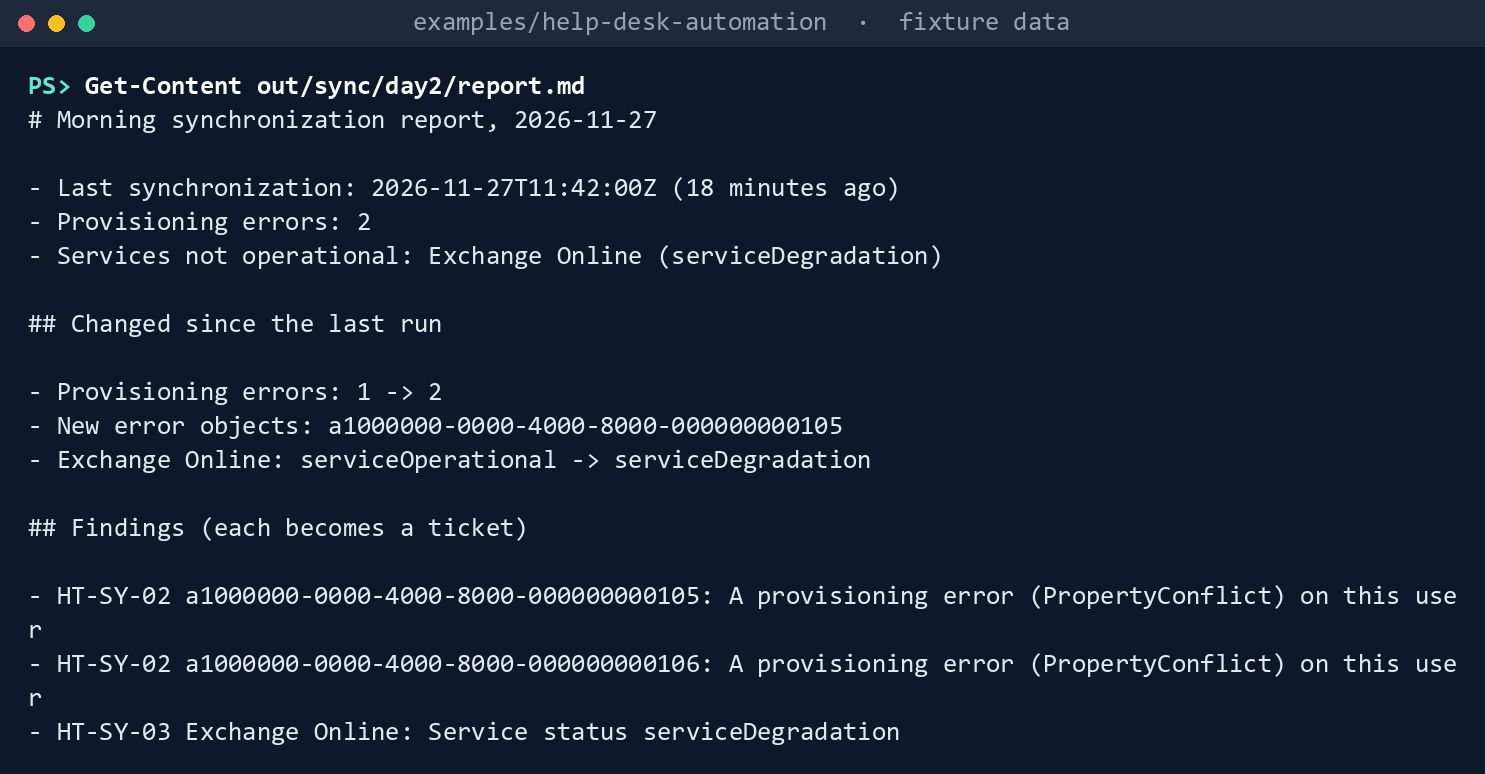 examples/help-desk-automation · fixture data
PS> Get-Content out/sync/day2/report.md
# Morning synchronization report, 2026-11-27
- Last synchronization: 2026-11-27T11:42:00Z (18 minutes ago)
- Provisioning errors: 2
- Services not operational: Exchange Online (serviceDegradation)
## Changed since the last run
- Provisioning errors: 1 -> 2
- New error objects: a1000000-0000-4000-8000-000000000105
- Exchange Online: serviceOperational -> serviceDegradation
## Findings (each becomes a ticket)
- HT-SY-02 a1000000-0000-4000-8000-000000000105: A provisioning error (PropertyConflict) on this use
r
- HT-SY-02 a1000000-0000-4000-8000-000000000106: A provisioning error (PropertyConflict) on this use
r
- HT-SY-03 Exchange Online: Service status serviceDegradation